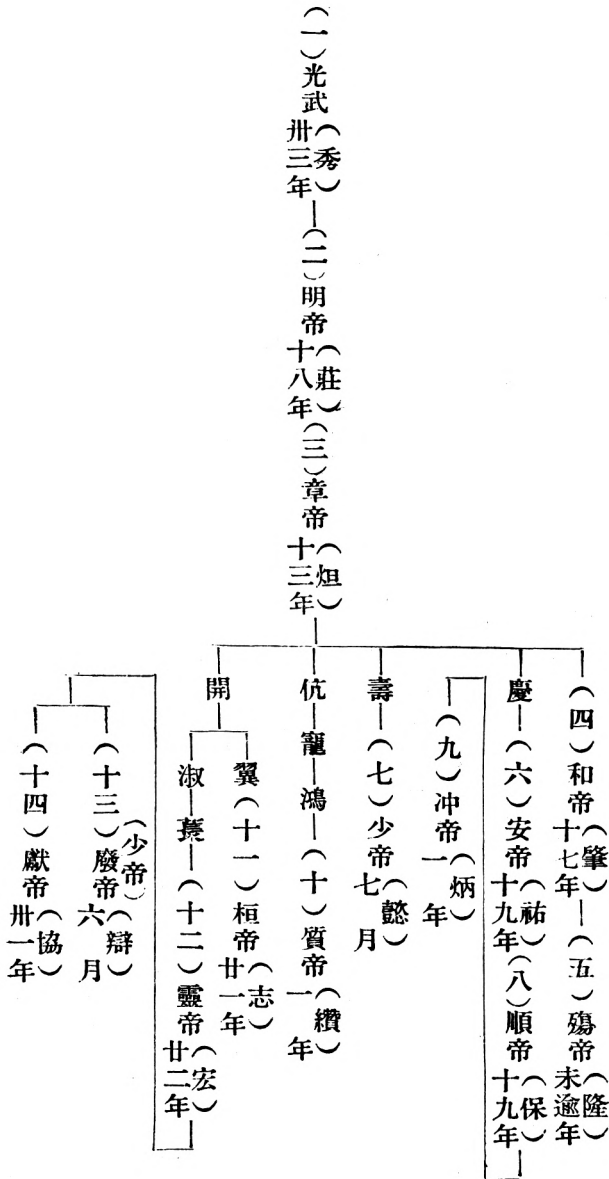 （一）光武（秀）卅三年
（二）明帝（莊）十八年
（三）章帝（炟）十三年
（四）和帝（肇）十七年
（五）殤帝（隆）未逾年
慶
（六）安帝（祐）十九年
（八）順帝（保）十九年
（九）冲帝（炳）一年
壽
（七）少帝（懿）七月
伉
寵
鴻
（十）質帝（纘）一年
開
翼
（十一）桓帝（志）廿一年
淑
萇
（十二）靈帝（宏）廿二年
（十三）廢帝（少帝）（辯）六月
（十四）獻帝（協）卅一年